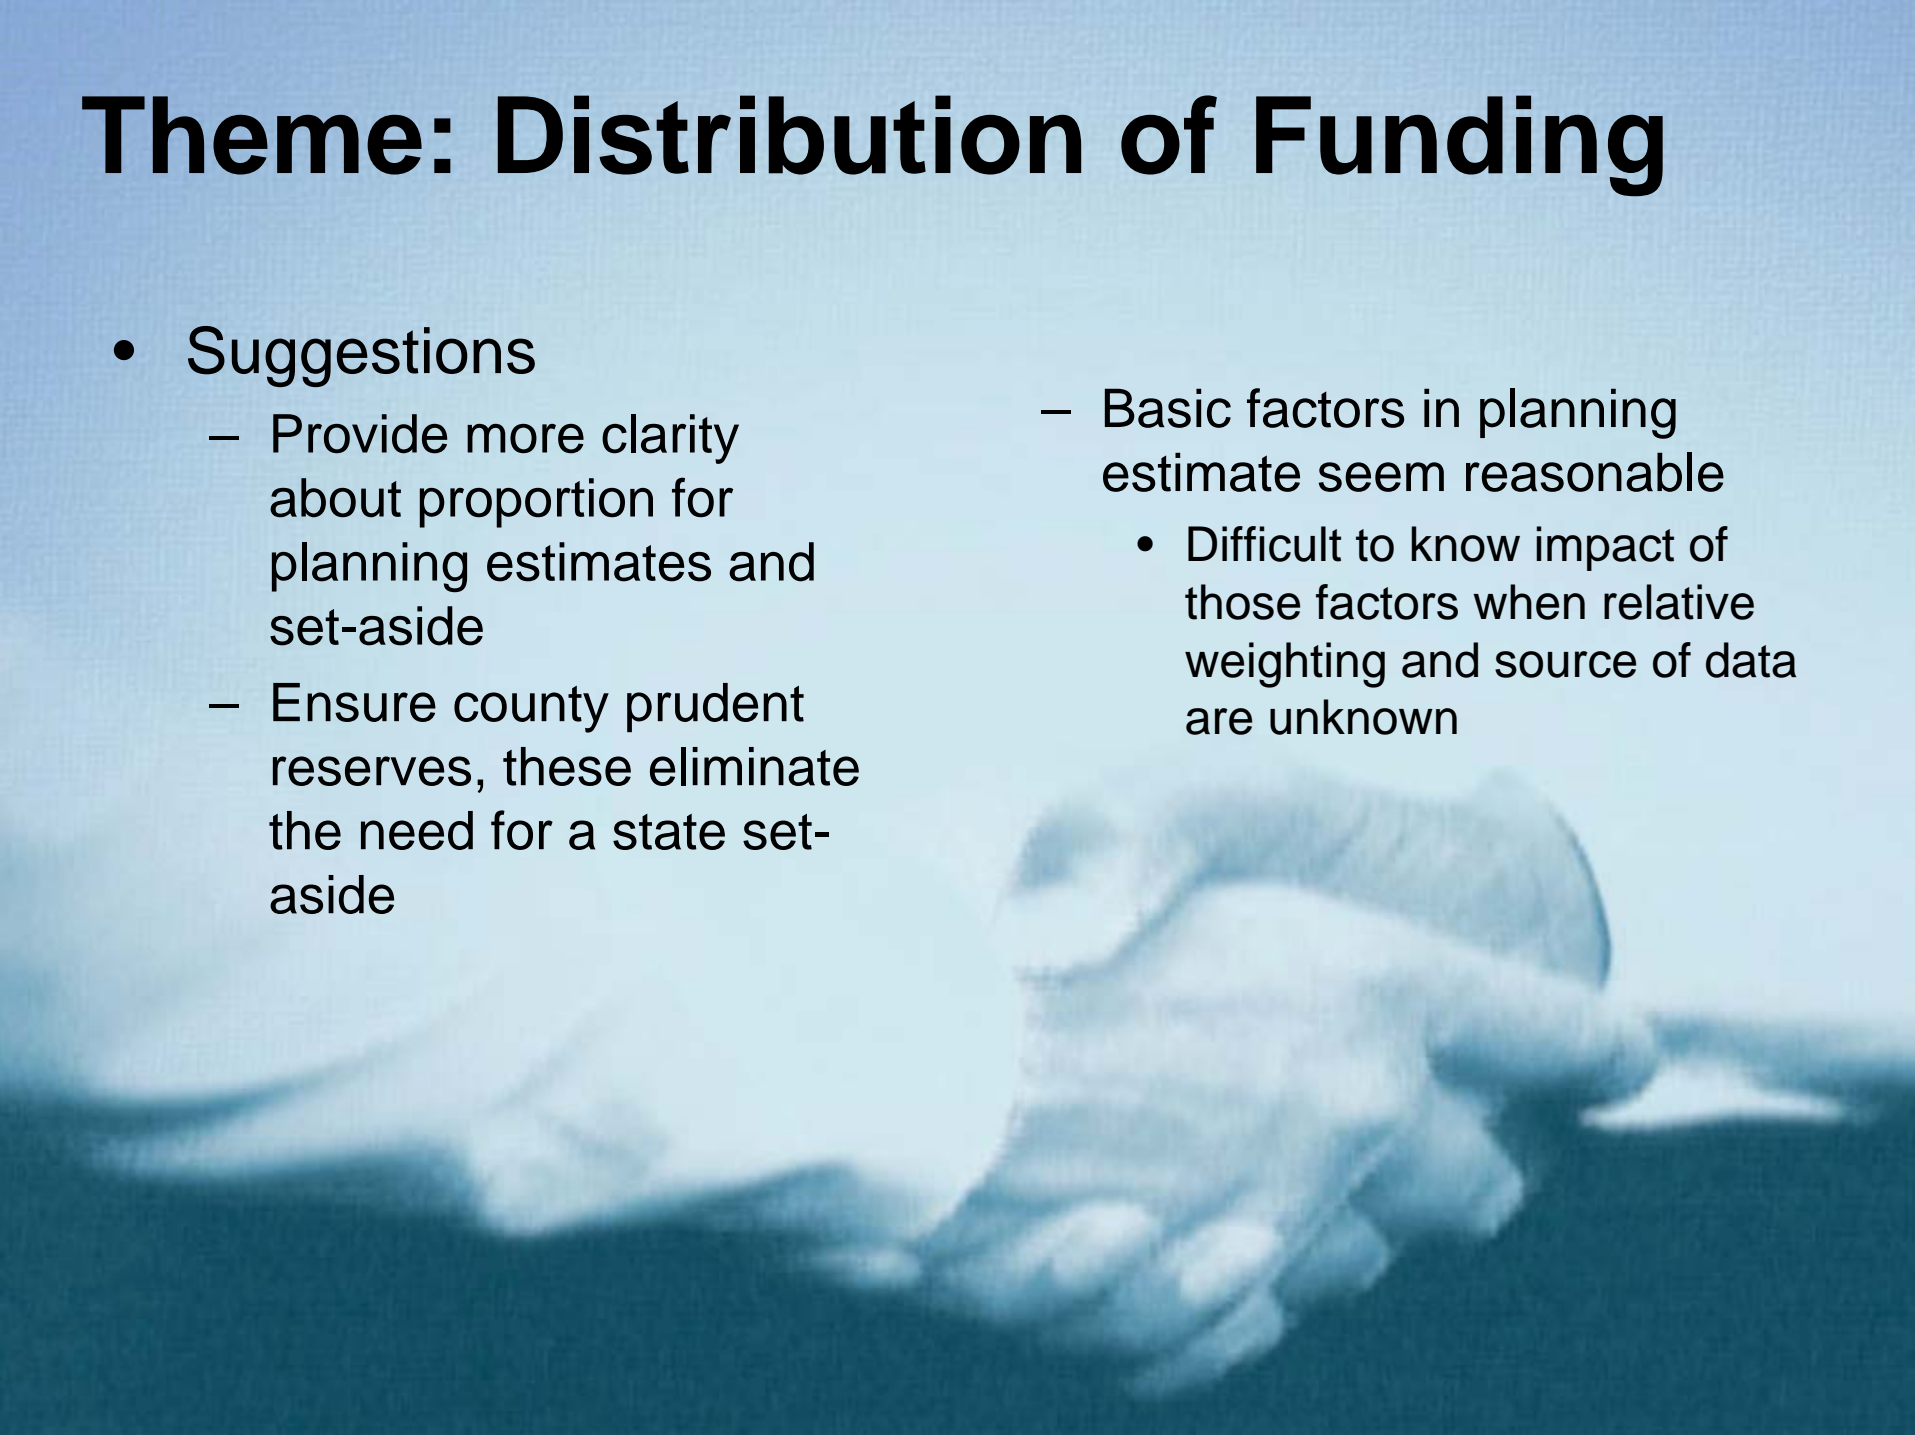 Theme: Distribution of Funding
• Suggestions
– Provide more clarity
about proportion for
planning estimates and
set-aside
– Ensure county prudent
reserves, these eliminate
the need for a state set-
aside
– Basic factors in planning
estimate seem reasonable
• Difficult to know impact of
those factors when relative
weighting and source of data
are unknown